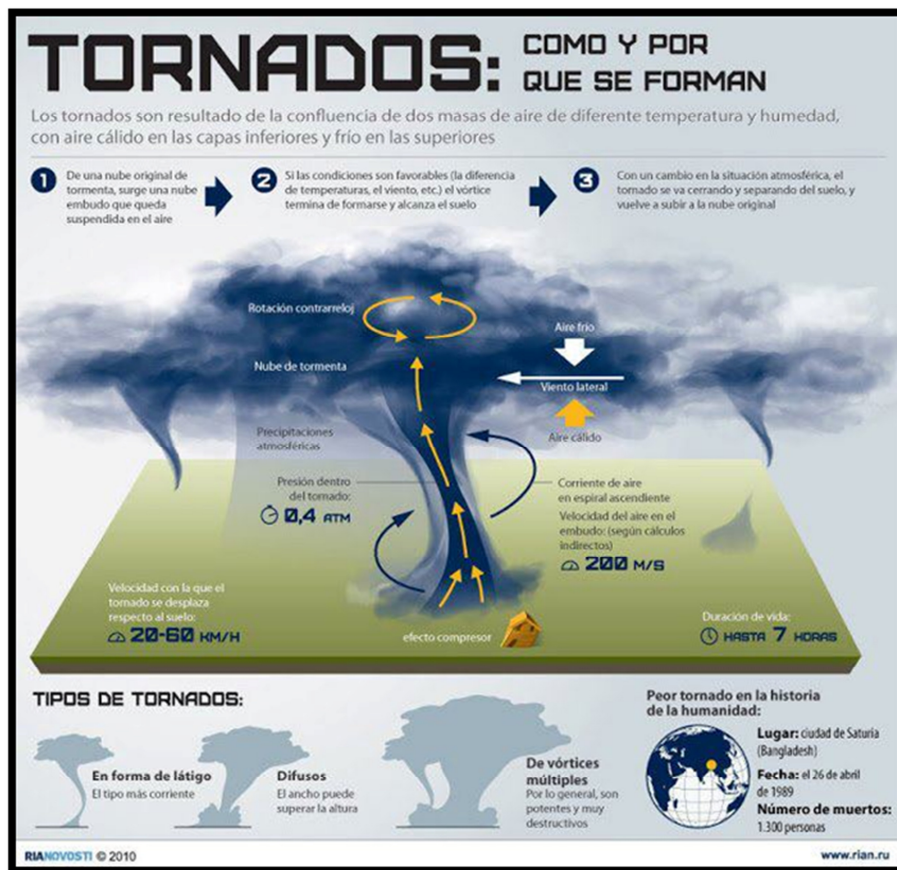 TORNADOS: COMO Y POR
QUE SE FORMAN
Los tornados son resultado de la confluencia de dos masas de aire de diferente temperatura y humedad,
con aire cálido en las capas inferiores y frío en las superiores
1
De una nube original de
tormenta, surge una nube
embudo que queda
suspendida en el aire
2
Si las condiciones son favorables (la diferencia
de temperaturas, el viento, etc.) el vórtice
termina de formarse y alcanza el suelo
3
Con un cambio en la situación atmosférica, el
tornado se va cerrando y separando del suelo, y
vuelve a subir a la nube original
Rotación contrarreloj
Nube de tormenta
Aire frío
Viento lateral
Aire cálido
Precipitaciones
atmosféricas
Presión dentro
del tornado:
0,4 ATM
Corriente de aire
en espiral ascendiente
Velocidad del aire en el
embudo: (según cálculos
indirectos)
200 M/S
Velocidad con la que el
tornado se desplaza
respecto al suelo:
20-60 KM/H
efecto compresor
Duración de vida:
HASTA 7 HORAS
TIPOS DE TORNADOS:
En forma de látigo
El tipo más corriente
Difusos
El ancho puede
superar la altura
De vórtices
múltiples
Por lo general, son
potentes y muy
destructivos
Peor tornado en la historia
de la humanidad:
Lugar: ciudad de Saturia
(Bangladesh)
Fecha: el 26 de abril
de 1989
Número de muertos:
1.300 personas
RIANOVOSTI © 2010
www.rian.ru